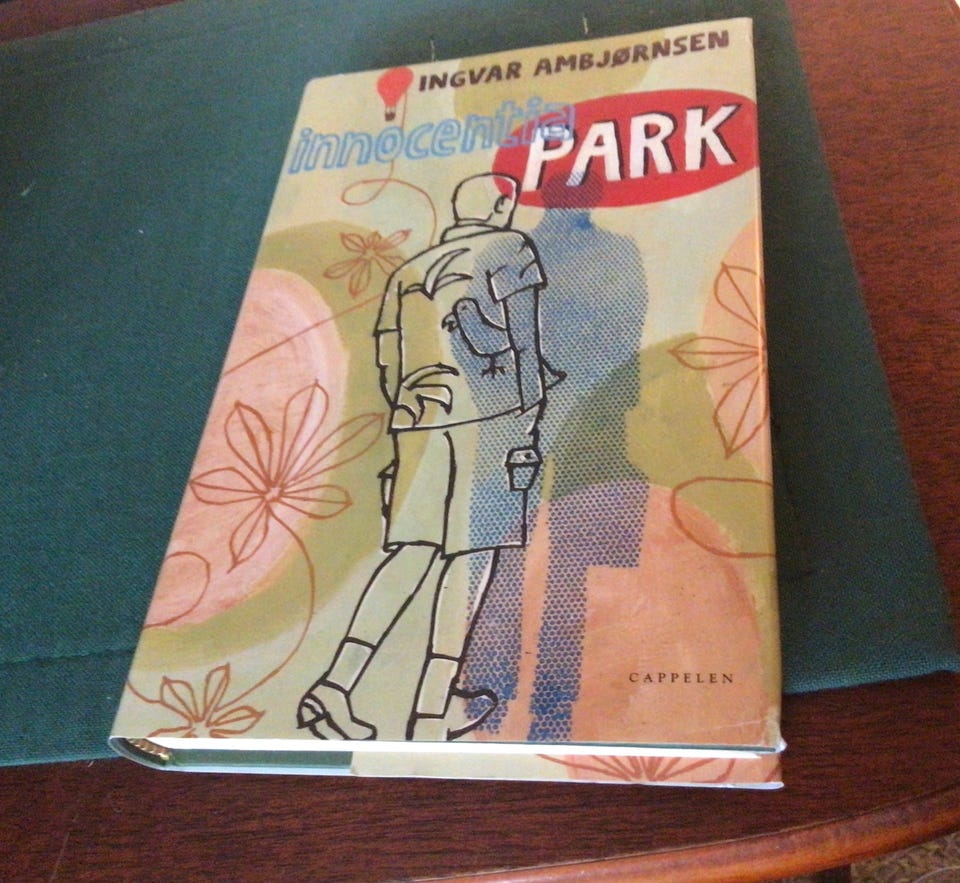 INGVAR AMBJØRNSEN
innocentia
PARK
CAPPELEN